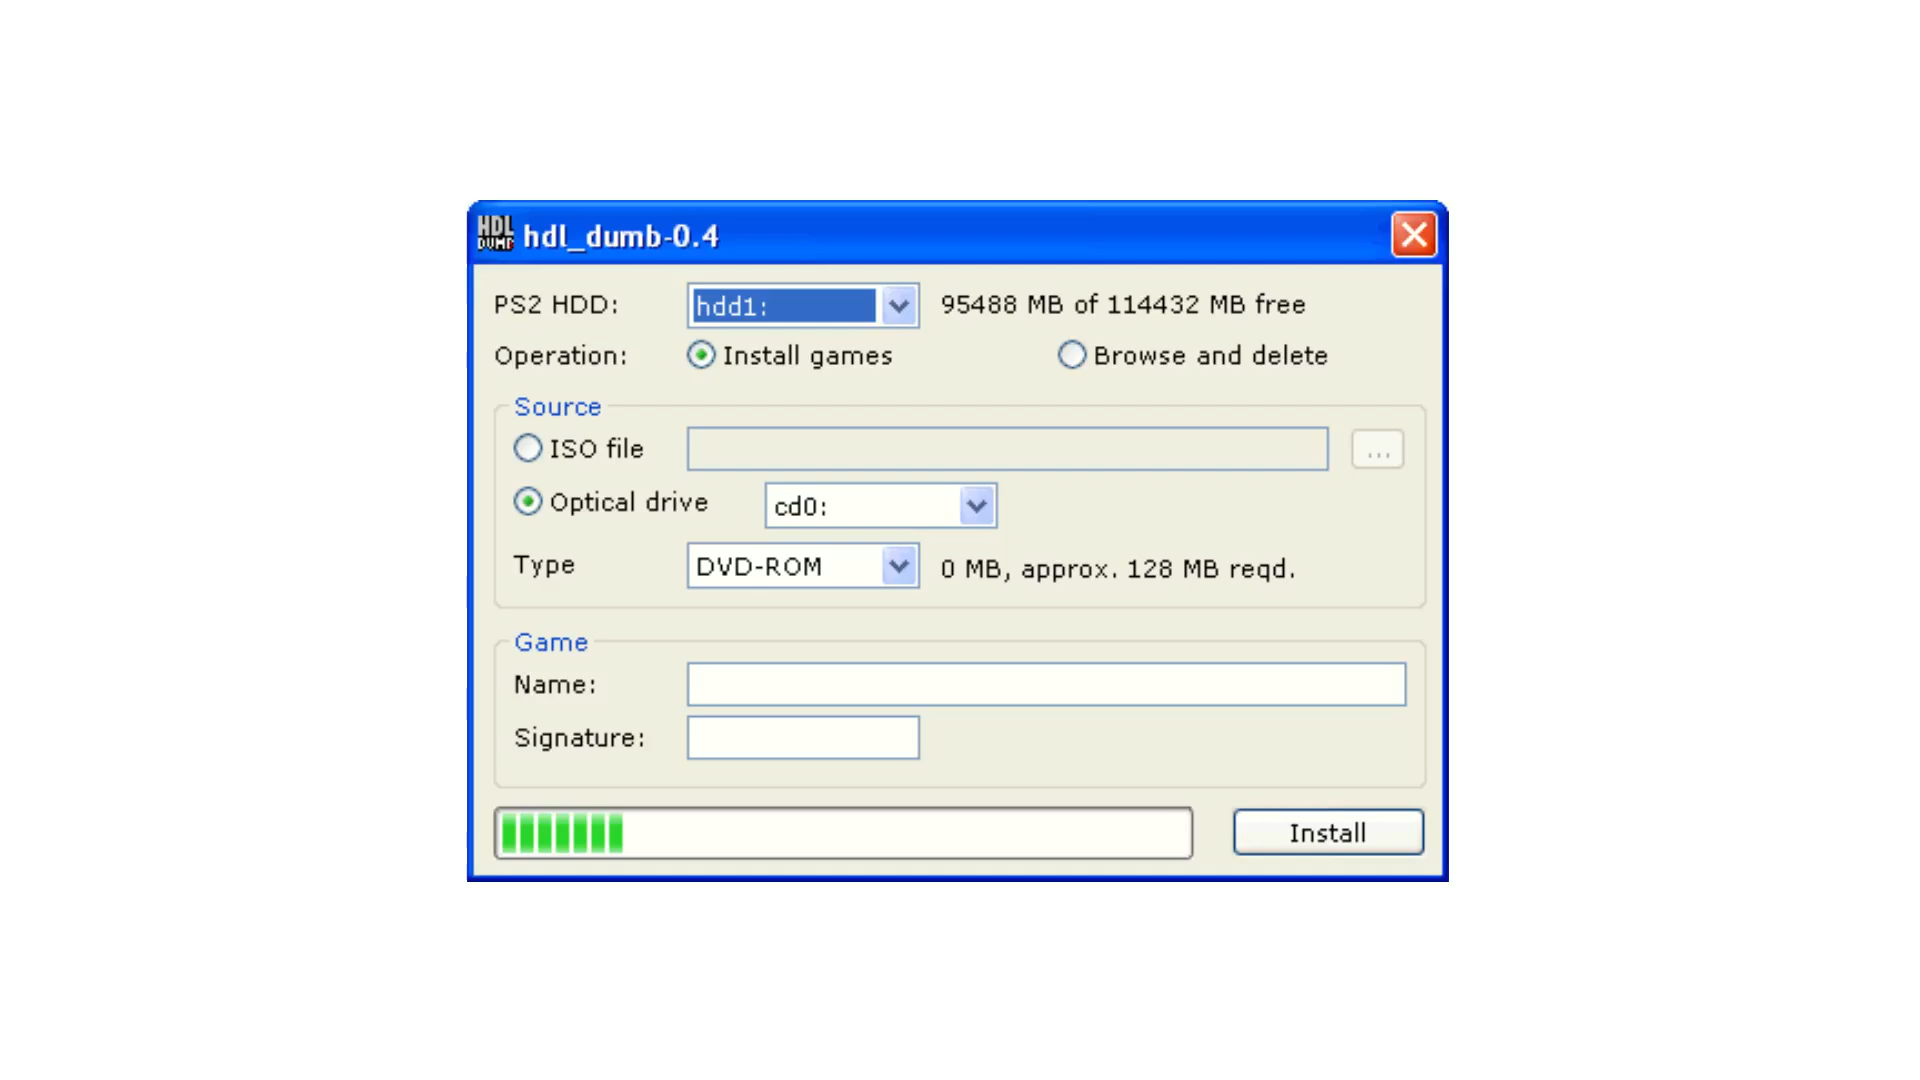 HDL
DUMP
hdl_dumb-0.4
PS2 HDD: hdd1: 95488 MB of 114432 MB free
Operation: Install games Browse and delete
Source
ISO file ...
Optical drive cd0:
Type DVD-ROM 0 MB, approx. 128 MB reqd.
Game
Name:
Signature:
Install